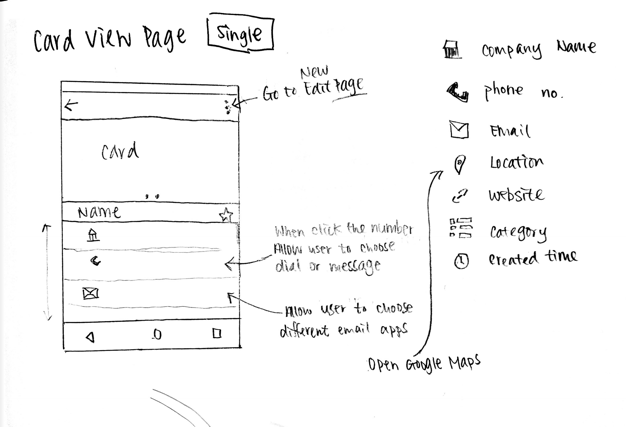 Card View Page
Single
New
Go to Edit Page
Card
Name
When click the number
Allow user to choose
dial or message
Allow user to choose
different email apps
Open Google Maps
Company Name
phone no.
Email
Location
Website
category
created time